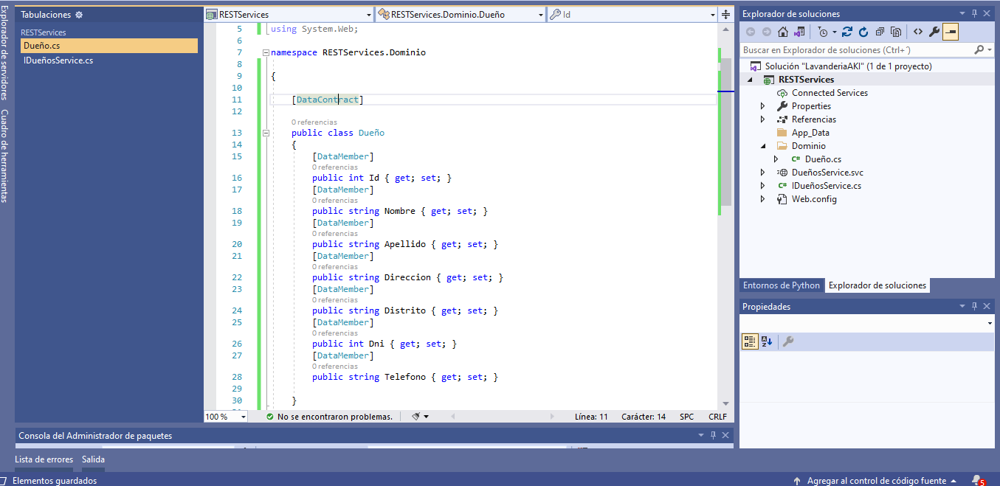 Explorador de servidores
Cuadro de herramientas
Tabulaciones
RESTServices
Dueño.cs
IDueñosService.cs
RESTServices
RESTServices.Dominio.Dueño
Id
5 using System.Web;
6
7 namespace RESTServices.Dominio
8
9 {
10
11 [DataContract]
12
0 referencias
13 public class Dueño
14 {
15 [DataMember]
0 referencias
16 public int Id { get; set; }
17 [DataMember]
0 referencias
18 public string Nombre { get; set; }
19 [DataMember]
0 referencias
20 public string Apellido { get; set; }
21 [DataMember]
0 referencias
22 public string Direccion { get; set; }
23 [DataMember]
0 referencias
24 public string Distrito { get; set; }
25 [DataMember]
0 referencias
26 public int Dni { get; set; }
27 [DataMember]
0 referencias
28 public string Telefono { get; set; }
29
30 }
100 %
No se encontraron problemas.
Línea: 11
Carácter: 14
SPC
CRLF
Explorador de soluciones
Buscar en Explorador de soluciones (Ctrl+´)
Solución "LavanderiaAKI" (1 de 1 proyecto)
RESTServices
Connected Services
Properties
Referencias
App_Data
Dominio
C# Dueño.cs
DueñosService.svc
C# IDueñosService.cs
Web.config
Entornos de Python
Explorador de soluciones
Propiedades
Consola del Administrador de paquetes
Lista de errores
Salida
Elementos guardados
Agregar al control de código fuente
5